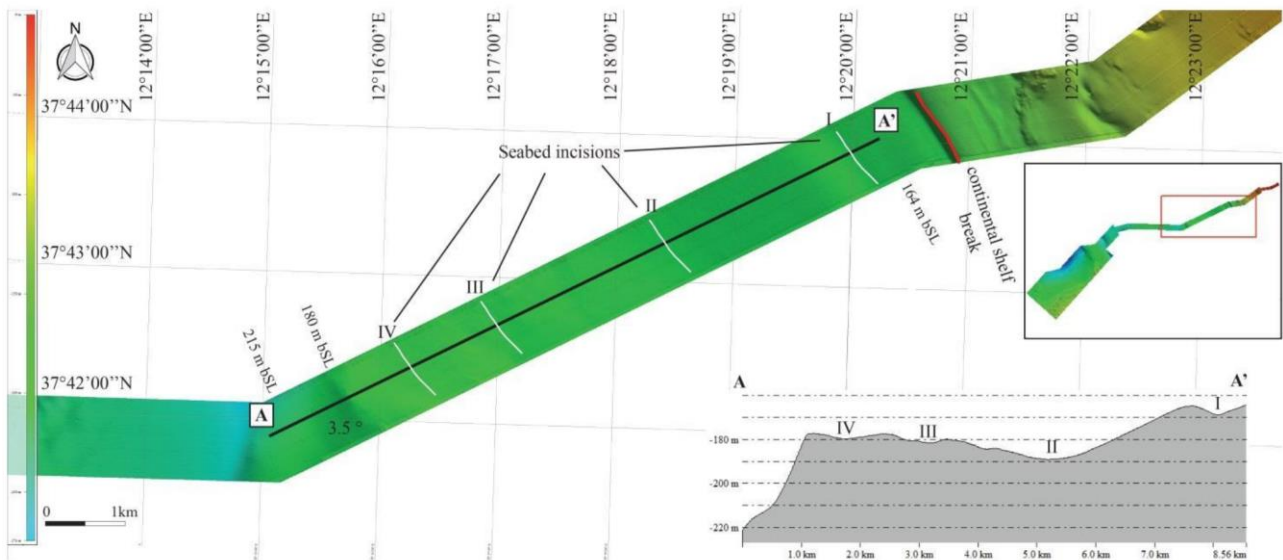 N
12°14’00’’E
12°15’00’’E
12°16’00’’E
12°17’00’’E
12°18’00’’E
12°19’00’’E
12°20’00’’E
12°21’00’’E
12°22’00’’E
12°23’00’’E
37°44’00’’N
I
A’
Seabed incisions
II
164 m bSL
continental shelf
break
37°43’00’’N
III
IV
180 m bSL
215 m bSL
37°42’00’’N
A
3.5°
0 1km
A A’
I
IV III II
-180 m
-200 m
-220 m
1.0 km 2.0 km 3.0 km 4.0 km 5.0 km 6.0 km 7.0 km 8.56 km